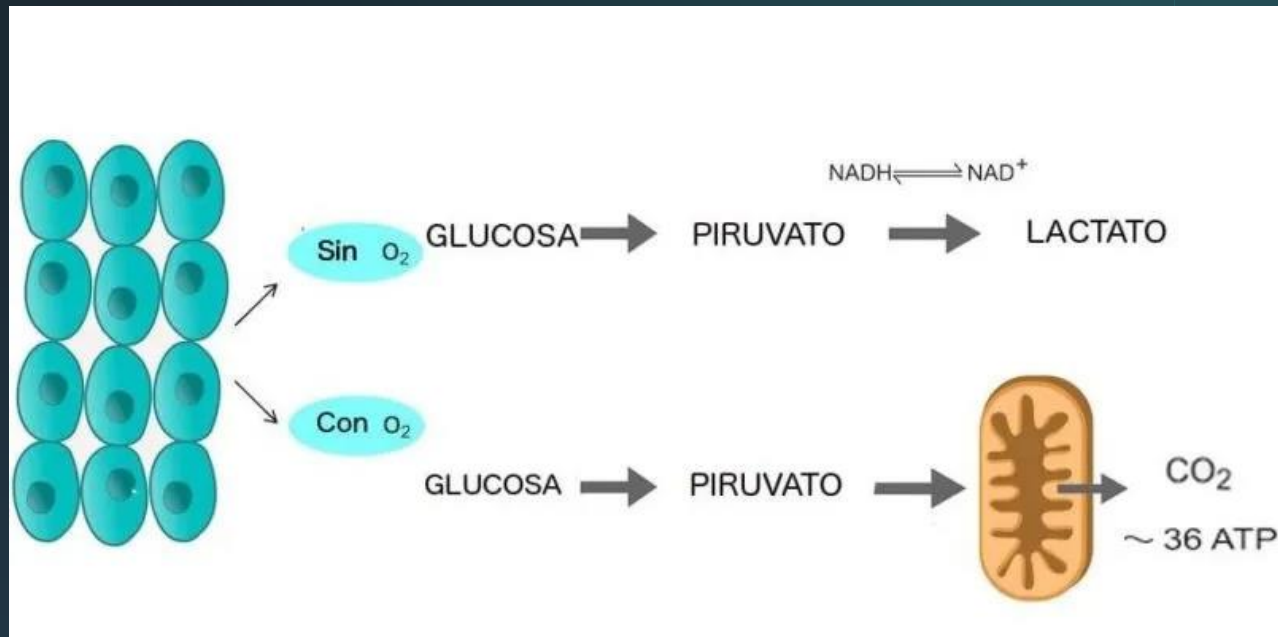 NADH ⇌ NAD⁺
Sin O₂ GLUCOSA PIRUVATO LACTATO
Con O₂
GLUCOSA PIRUVATO CO₂
~ 36 ATP